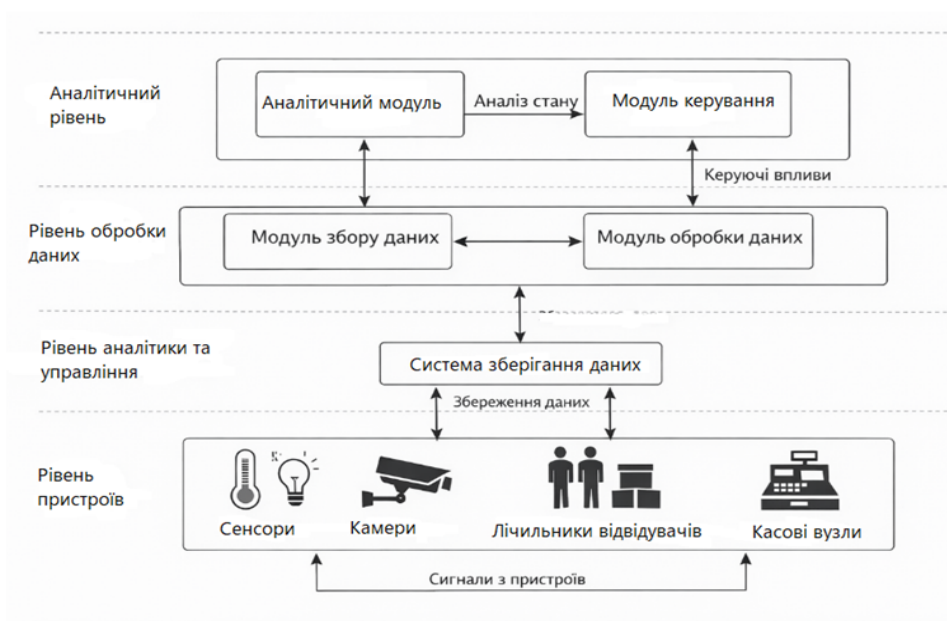 Аналітичний
рівень
Аналітичний модуль
Аналіз стану
Модуль керування
Керуючі впливи
Рівень обробки
даних
Модуль збору даних
Модуль обробки даних
Рівень аналітики та
управління
Система зберігання даних
Збереження даних
Рівень
пристроїв
Сенсори
Камери
Лічильники відвідувачів
Касові вузли
Сигнали з пристроїв